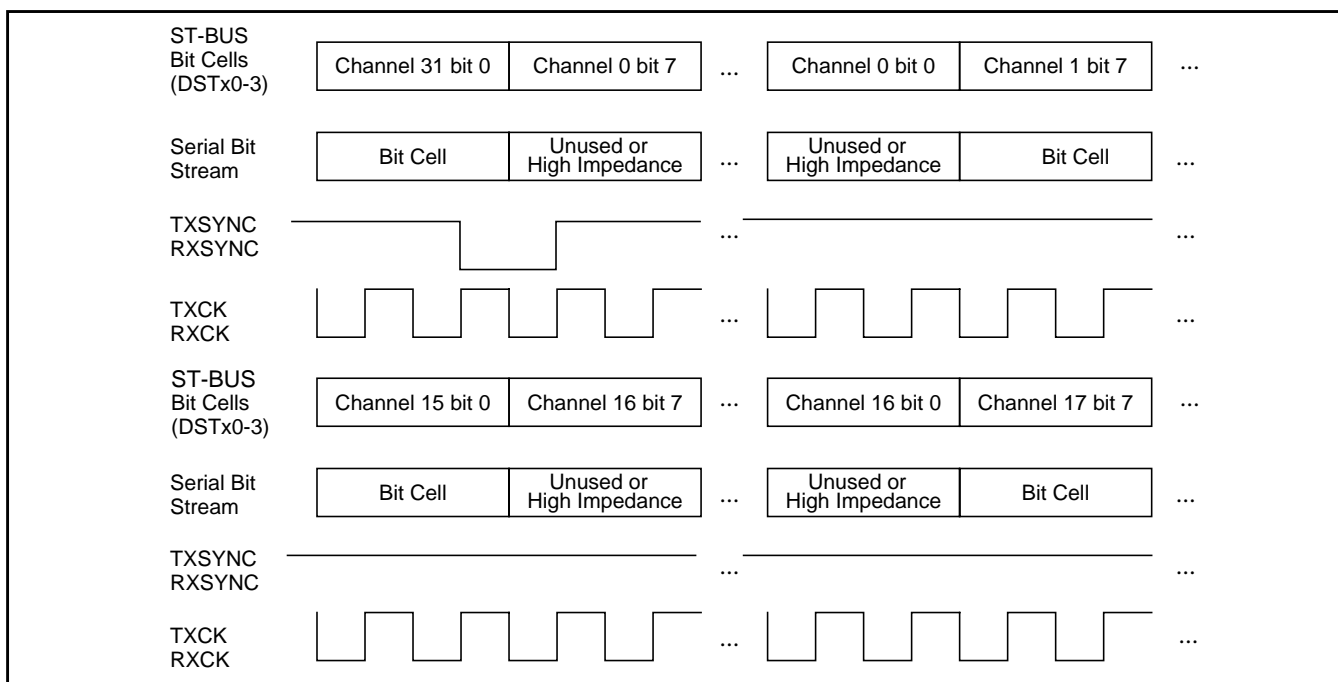 ST-BUS
Bit Cells
(DSTx0-3)
Channel 31 bit 0
Channel 0 bit 7
...
Channel 0 bit 0
Channel 1 bit 7
...
Serial Bit
Stream
Bit Cell
Unused or
High Impedance
...
Unused or
High Impedance
Bit Cell
...
TXSYNC
RXSYNC
...
...
TXCK
RXCK
...
...
ST-BUS
Bit Cells
(DSTx0-3)
Channel 15 bit 0
Channel 16 bit 7
...
Channel 16 bit 0
Channel 17 bit 7
...
Serial Bit
Stream
Bit Cell
Unused or
High Impedance
...
Unused or
High Impedance
Bit Cell
...
TXSYNC
RXSYNC
...
...
TXCK
RXCK
...
...